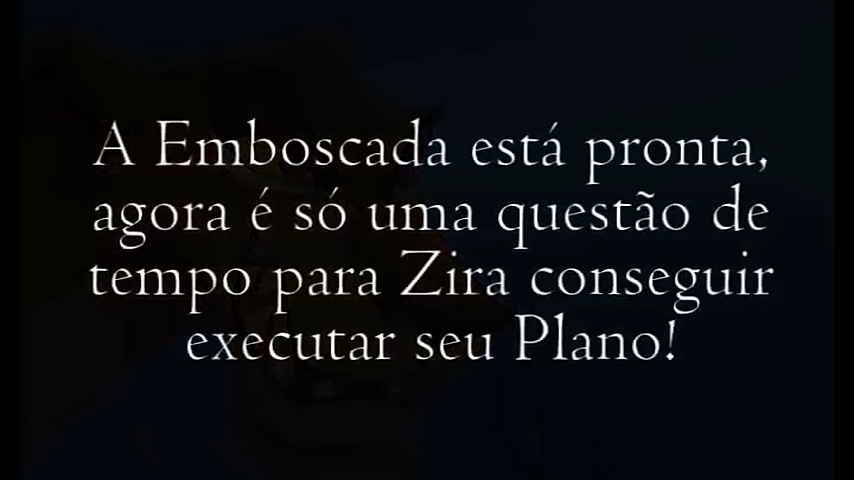 A Emboscada está pronta,
agora é só uma questão de
tempo para Zira conseguir
executar seu Plano!